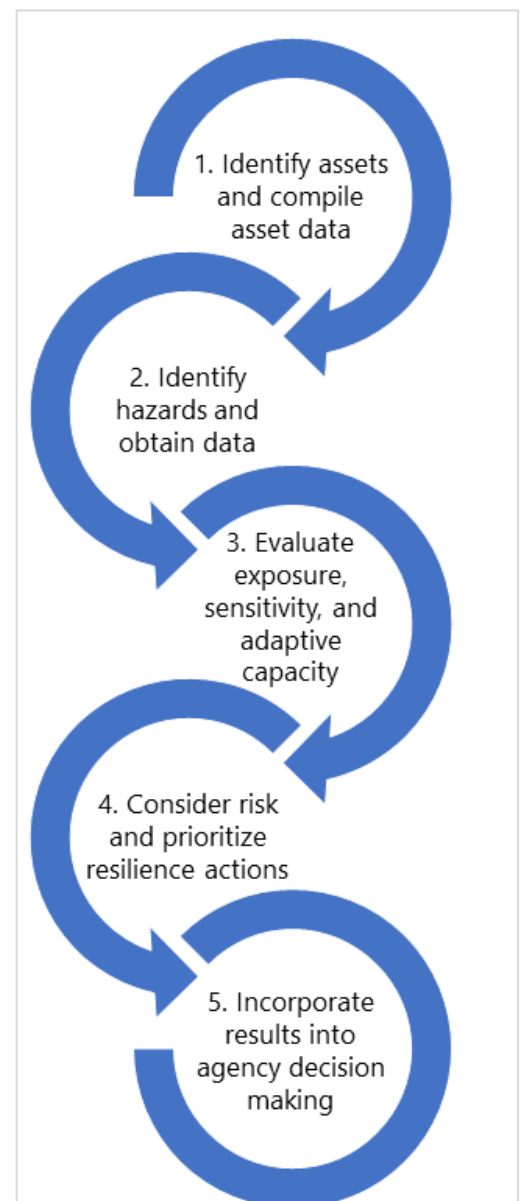 1. Identify assets
and compile
asset data
2. Identify
hazards and
obtain data
3. Evaluate
exposure,
sensitivity, and
adaptive
capacity
4. Consider risk
and prioritize
resilience actions
5. Incorporate
results into
agency decision
making